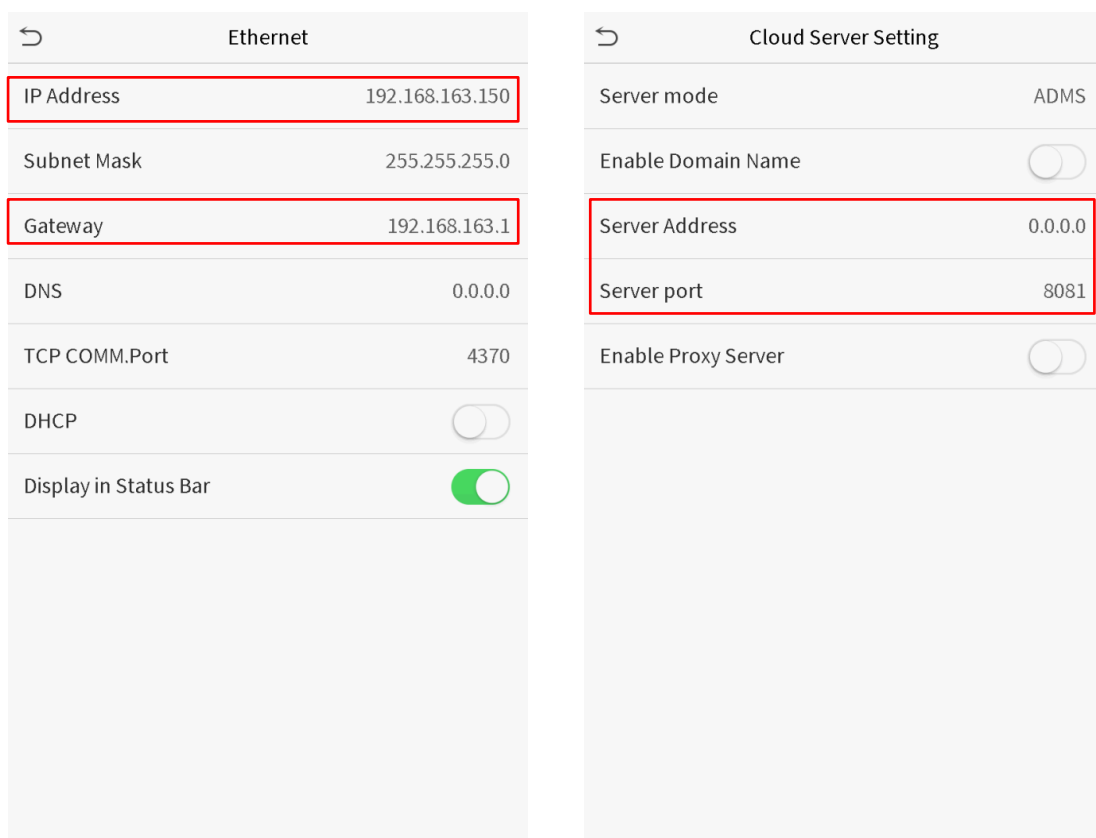 Ethernet
IP Address 192.168.163.150
Subnet Mask 255.255.255.0
Gateway 192.168.163.1
DNS 0.0.0.0
TCP COMM.Port 4370
DHCP
Display in Status Bar
Cloud Server Setting
Server mode ADMS
Enable Domain Name
Server Address 0.0.0.0
Server port 8081
Enable Proxy Server